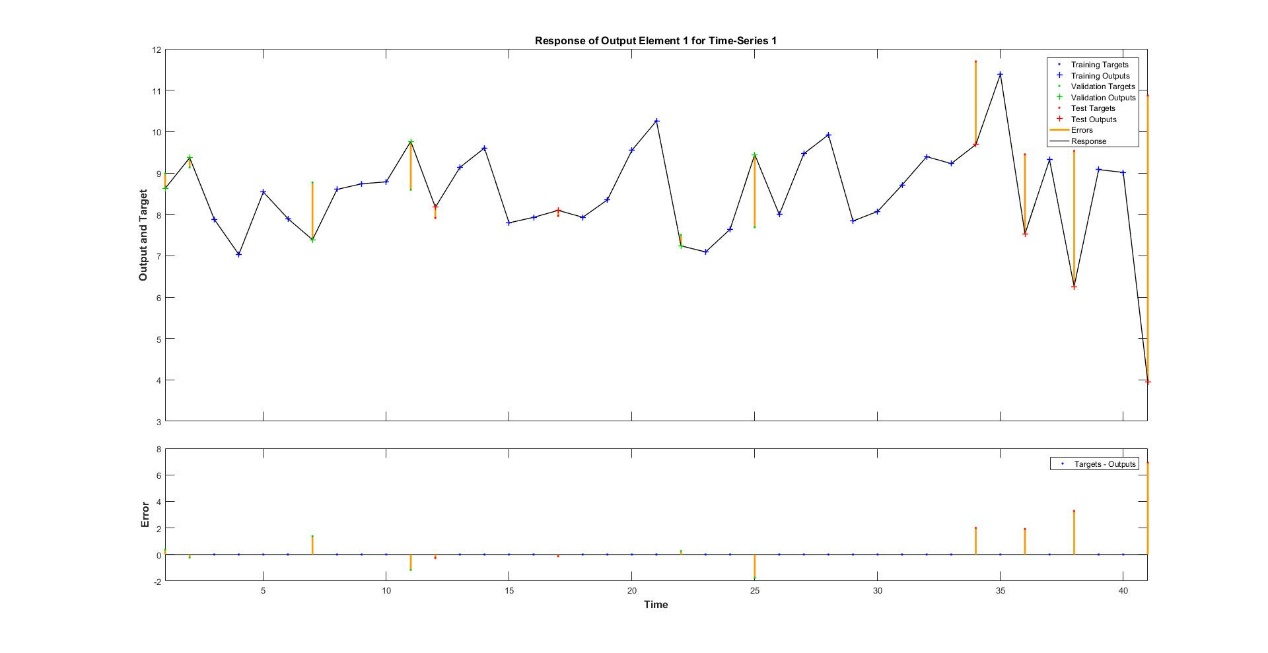 Response of Output Element 1 for Time-Series 1
12
11
10
9
8
7
6
5
4
3
Output and Target
Training Targets
Training Outputs
Validation Targets
Validation Outputs
Test Targets
Test Outputs
Errors
Response
8
6
4
2
0
-2
Error
Targets - Outputs
5 10 15 20 25 30 35 40
Time